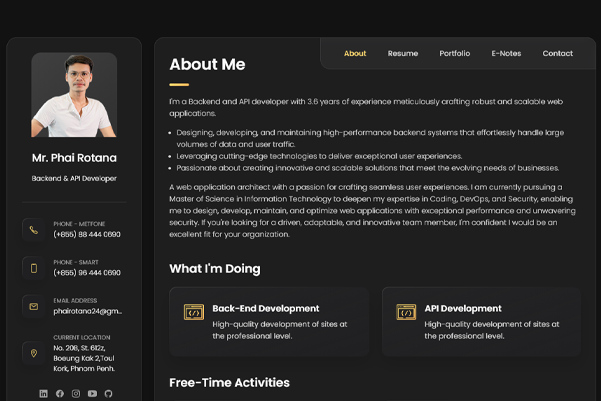 Mr. Phai Rotana
Backend & API Developer
PHONE - METFONE
(+855) 88 444 0690
PHONE - SMART
(+855) 96 444 0690
EMAIL ADDRESS
phairotana24@gm...
CURRENT LOCATION
No. 20B, St. 612z,
Boeung Kak 2,Toul
Kork, Phnom Penh.
About
Resume
Portfolio
E-Notes
Contact
About Me
I'm a Backend and API developer with 3.6 years of experience meticulously crafting robust and scalable web
applications.
Designing, developing, and maintaining high-performance backend systems that effortlessly handle large
volumes of data and user traffic.
Leveraging cutting-edge technologies to deliver exceptional user experiences.
Passionate about creating innovative and scalable solutions that meet the evolving needs of businesses.
A web application architect with a passion for crafting seamless user experiences. I am currently pursuing a
Master of Science in Information Technology to deepen my expertise in Coding, DevOps, and Security, enabling
me to design, develop, maintain, and optimize web applications with exceptional performance and unwavering
security. If you're looking for a driven, adaptable, and innovative team member, I'm confident I would be an
excellent fit for your organization.
What I'm Doing
Back-End Development
High-quality development of sites at
the professional level.
API Development
High-quality development of sites at
the professional level.
Free-Time Activities